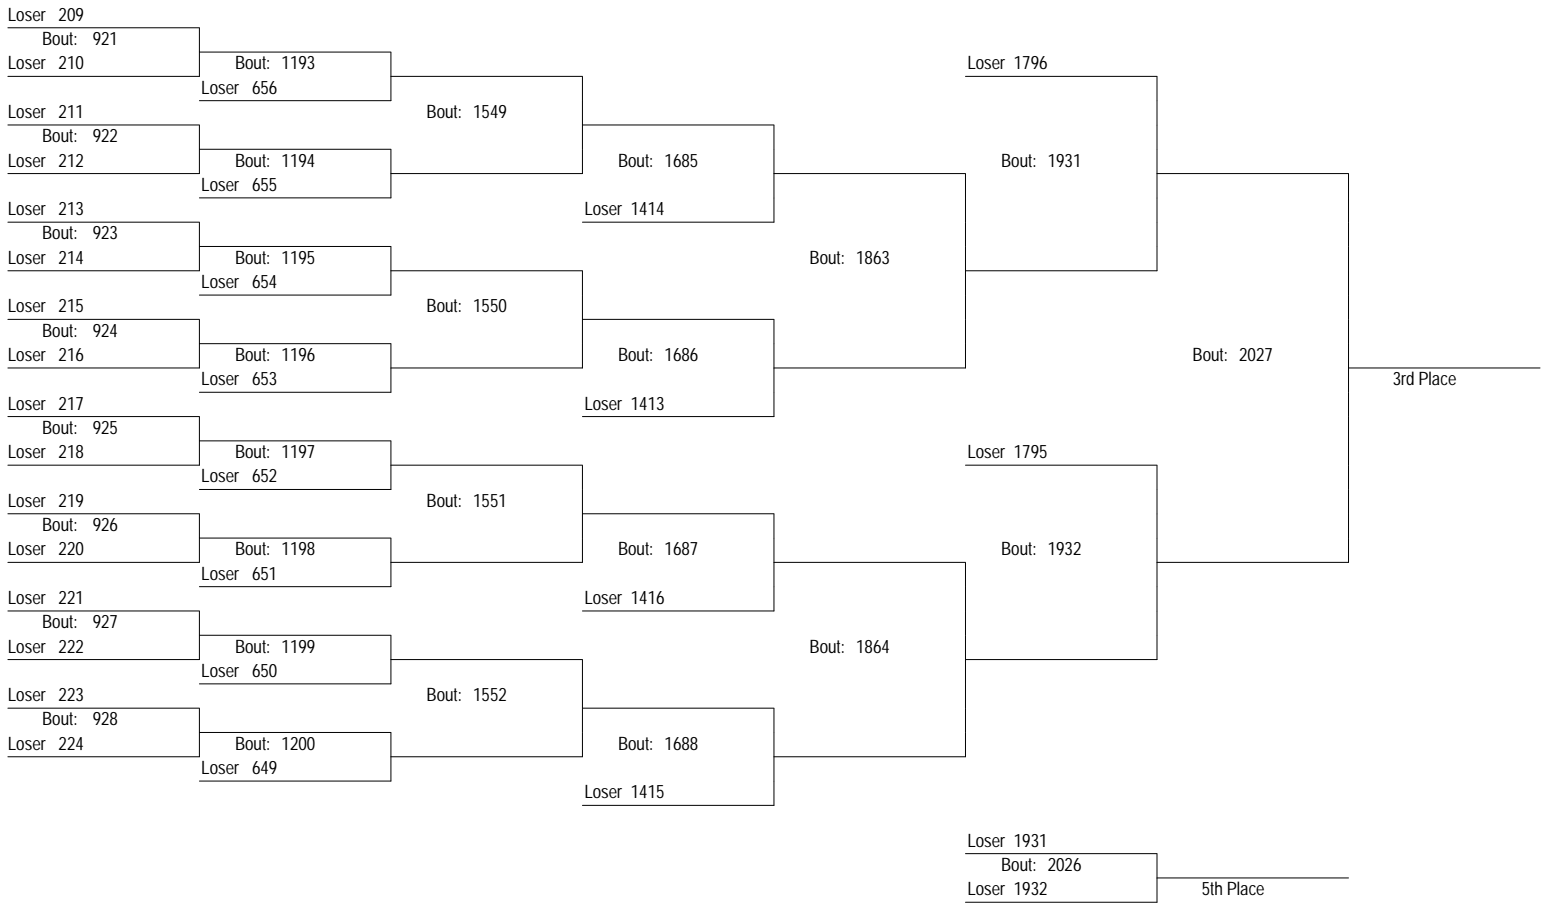 Loser 209
Bout: 921
Loser 210
Bout: 1193
Loser 1796
Loser 656
Loser 211
Bout: 1549
Bout: 922
Loser 212
Bout: 1194
Bout: 1685
Bout: 1931
Loser 655
Loser 213
Loser 1414
Bout: 923
Loser 214
Bout: 1195
Bout: 1863
Loser 654
Loser 215
Bout: 1550
Bout: 924
Loser 216
Bout: 1196
Bout: 1686
Bout: 2027
Loser 653
3rd Place
Loser 217
Loser 1413
Bout: 925
Loser 218
Bout: 1197
Loser 1795
Loser 652
Loser 219
Bout: 1551
Bout: 926
Loser 220
Bout: 1198
Bout: 1687
Bout: 1932
Loser 651
Loser 221
Loser 1416
Bout: 927
Loser 222
Bout: 1199
Bout: 1864
Loser 650
Loser 223
Bout: 1552
Bout: 928
Loser 224
Bout: 1200
Bout: 1688
Loser 649
Loser 1415
Loser 1931
Bout: 2026
Loser 1932
5th Place